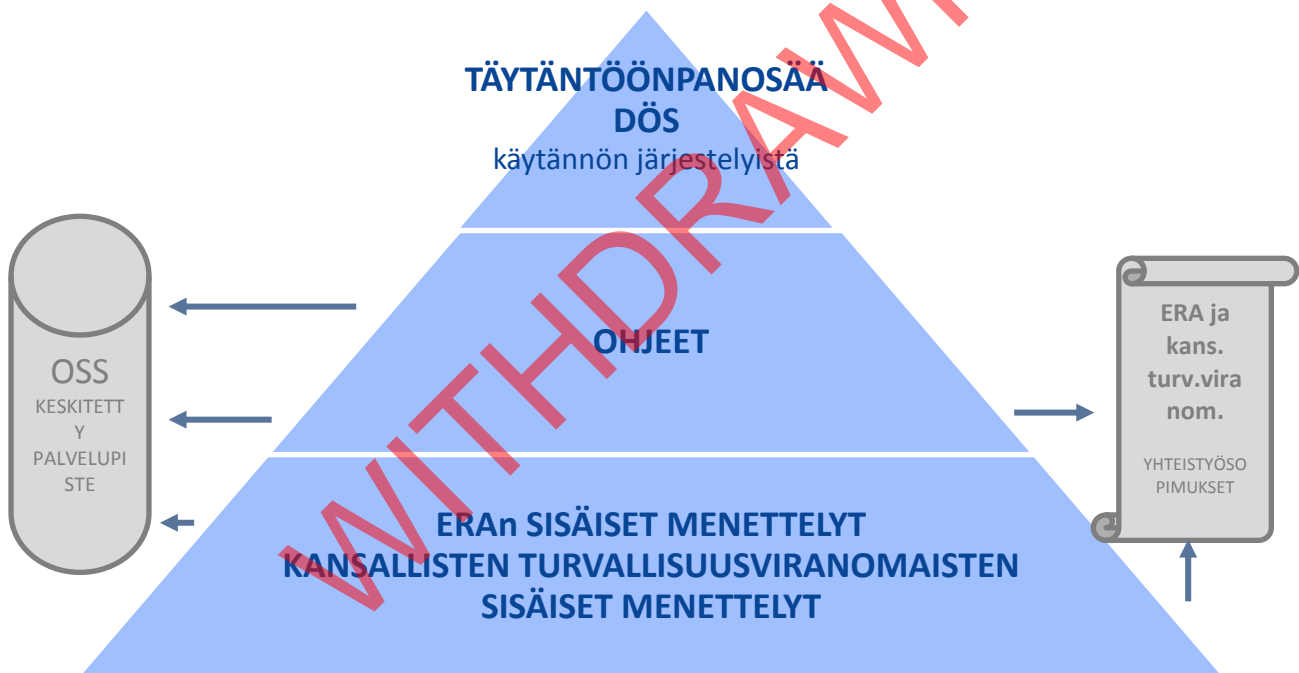 TÄYTÄNTÖÖNPANOSÄÄ
DÖS
käytännön järjestelyistä
OHJEET
ERAn SISÄISET MENETTELYT
KANSALLISTEN TURVALLISUUSVIRANOMAISTEN
SISÄISET MENETTELYT
OSS
KESKITETT
Y
PALVELUPI
STE
ERA ja
kans.
turv.vira
nom.
YHTEISTYÖSO
PIMUKSET